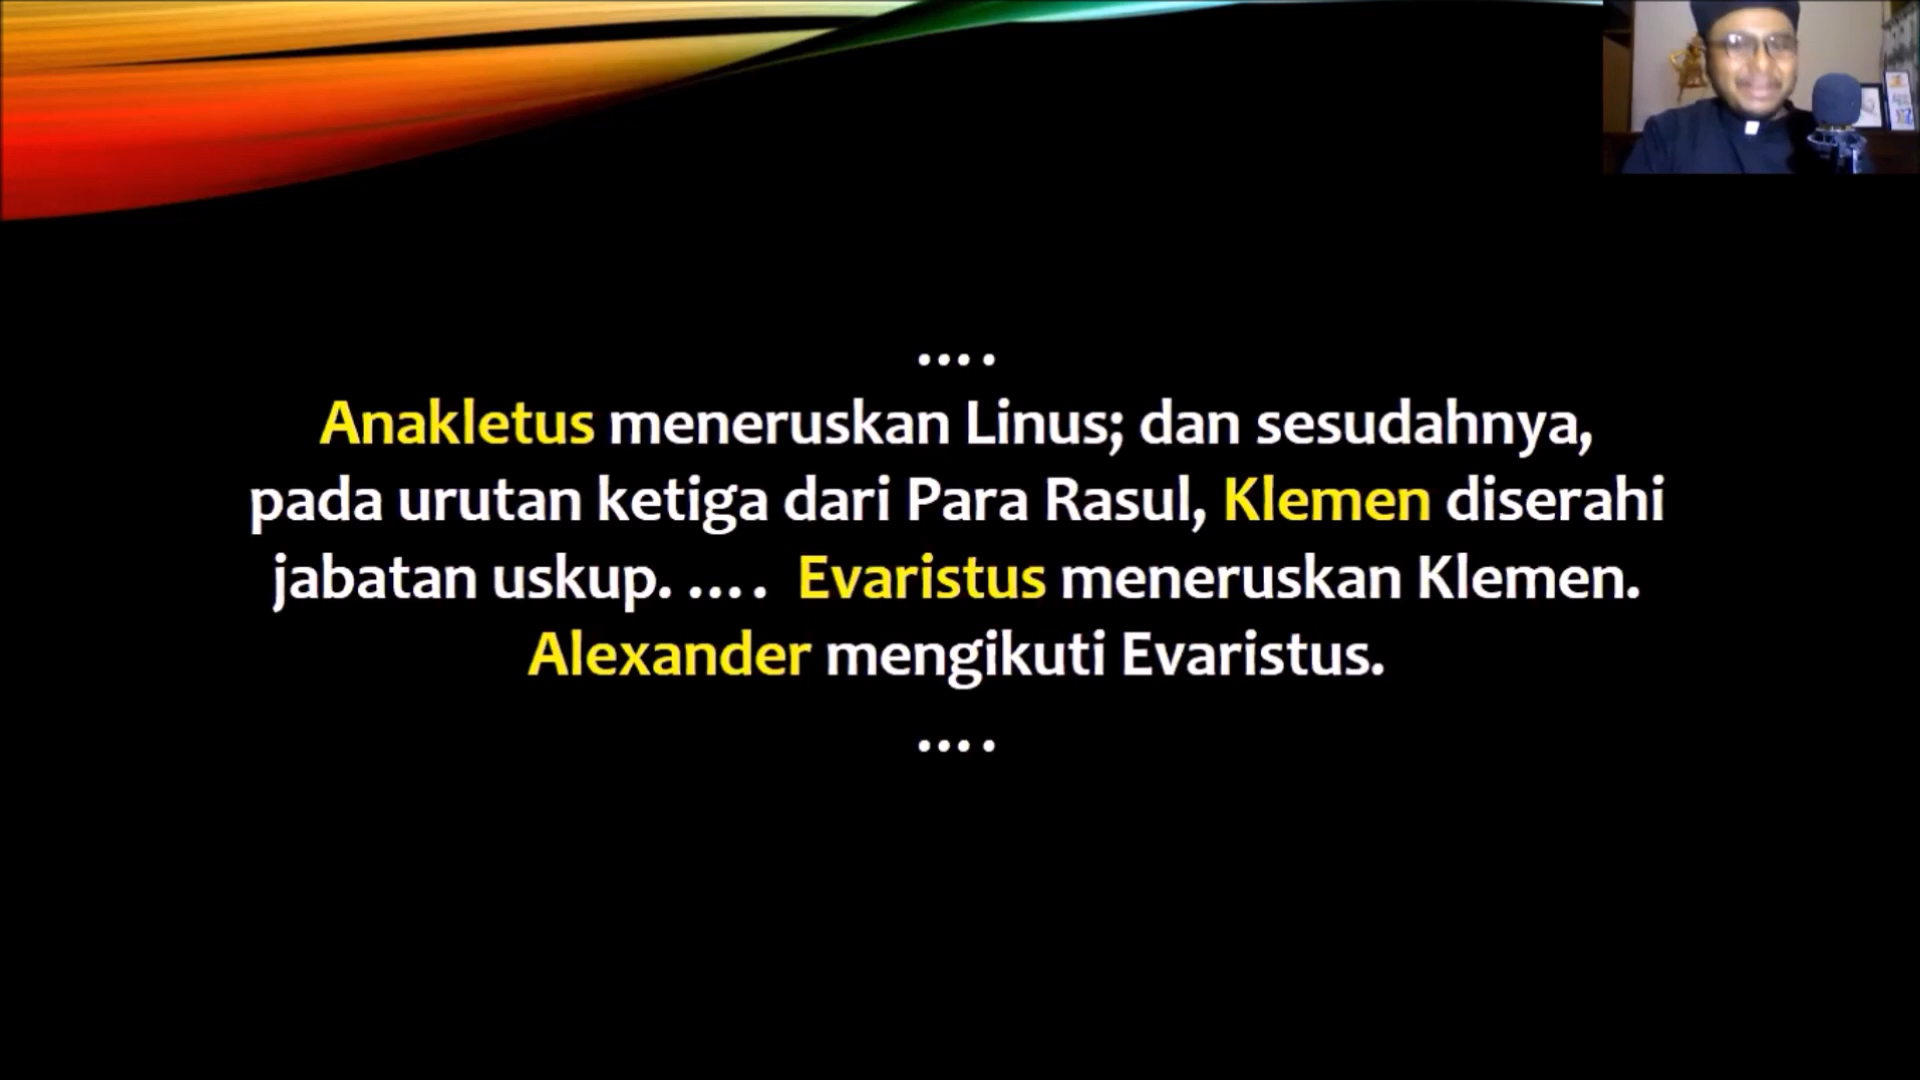 ....
Anakletus meneruskan Linus; dan sesudahnya,
pada urutan ketiga dari Para Rasul, Klemen diserahi
jabatan uskup. .... Evaristus meneruskan Klemen.
Alexander mengikuti Evaristus.
....